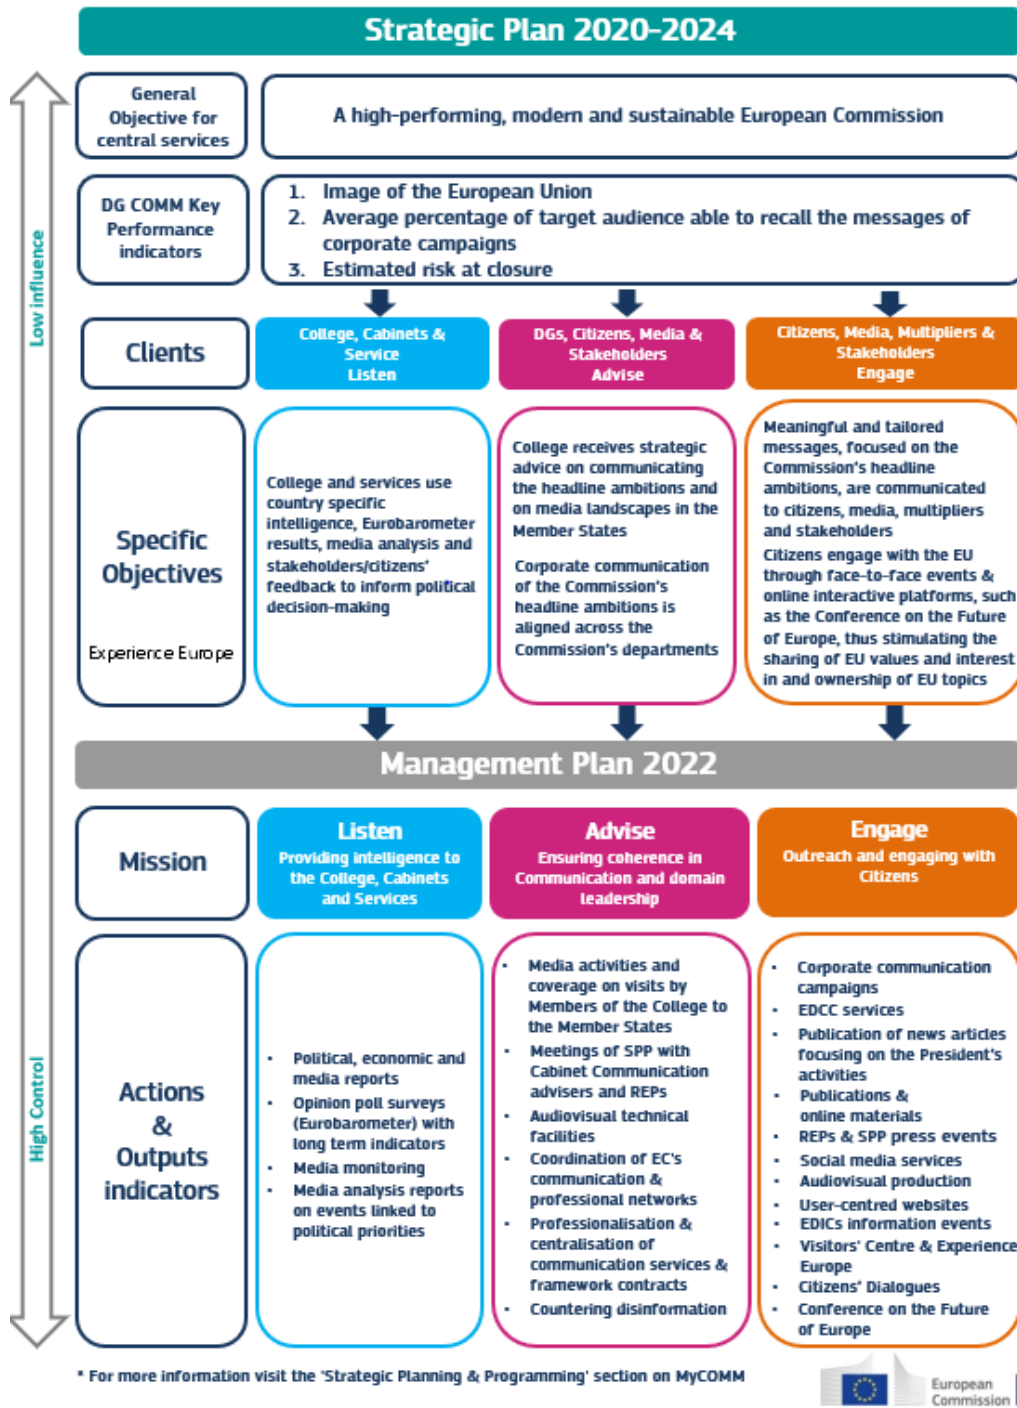 Strategic Plan 2020-2024
General
Objective for
central services
A high-performing, modern and sustainable European Commission
DG COMM Key
Performance
indicators
1. Image of the European Union
2. Average percentage of target audience able to recall the messages of
corporate campaigns
3. Estimated risk at closure
Low influence
Clients
College, Cabinets &
Service
Listen
DGs, Citizens, Media &
Stakeholders
Advise
Citizens, Media, Multipliers &
Stakeholders
Engage
Specific
Objectives
Experience Europe
College and services use
country specific
intelligence, Eurobarometer
results, media analysis and
stakeholders/citizens'
feedback to inform political
decision-making
College receives strategic
advice on communicating
the headline ambitions and
on media landscapes in the
Member States
Corporate communication
of the Commission's
headline ambitions is
aligned across the
Commission's departments
Meaningful and tailored
messages, focused on the
Commission's headline
ambitions, are communicated
to citizens, media, multipliers
and stakeholders
Citizens engage with the EU
through face-to-face events &
online interactive platforms, such
as the Conference on the Future
of Europe, thus stimulating the
sharing of EU values and interest
in and ownership of EU topics
Management Plan 2022
Mission
Listen
Providing intelligence to
the College, Cabinets
and Services
Advise
Ensuring coherence in
Communication and domain
leadership
Engage
Outreach and engaging with
Citizens
High Control
Actions
&
Outputs
indicators
▪ Political, economic and
media reports
▪ Opinion poll surveys
(Eurobarometer) with
long term indicators
▪ Media monitoring
▪ Media analysis reports
on events linked to
political priorities
▪ Media activities and
coverage on visits by
Members of the College to
the Member States
▪ Meetings of SPP with
Cabinet Communication
advisers and REPs
▪ Audiovisual technical
facilities
▪ Coordination of EC's
communication &
professional networks
▪ Professionalisation &
centralisation of
communication services &
framework contracts
▪ Countering disinformation
▪ Corporate communication
campaigns
▪ EDCC services
▪ Publication of news articles
focusing on the President's
activities
▪ Publications &
online materials
▪ REPs & SPP press events
▪ Social media services
▪ Audiovisual production
▪ User-centred websites
▪ EDICs information events
▪ Visitors' Centre & Experience
Europe
▪ Citizens' Dialogues
▪ Conference on the Future
of Europe
* For more information visit the 'Strategic Planning & Programming' section on MyCOMM
European
Commission